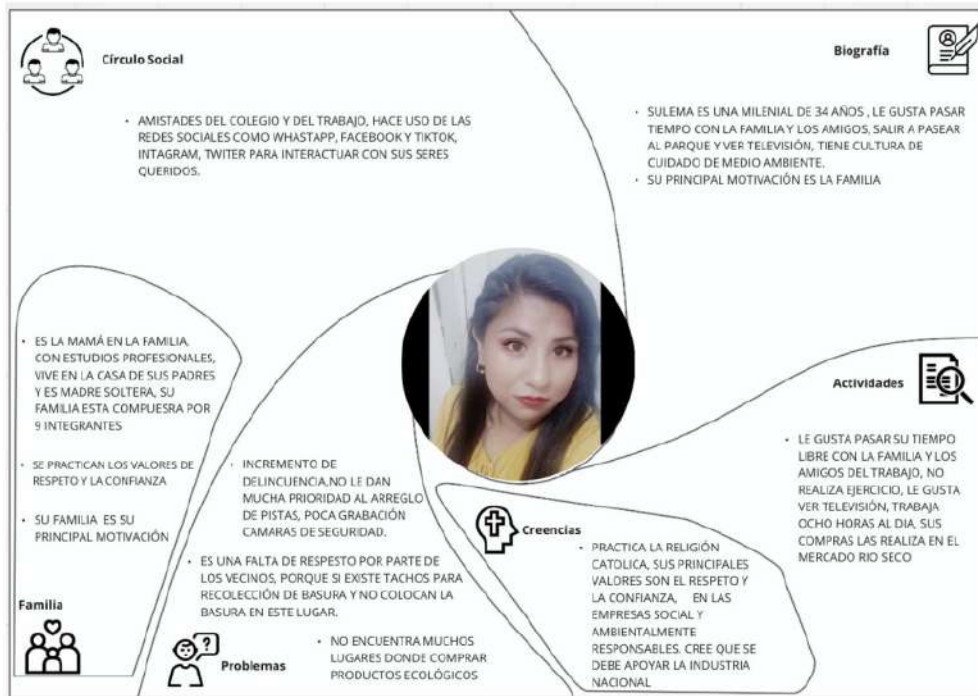 Círculo Social
• AMISTADES DEL COLEGIO Y DEL TRABAJO, HACE USO DE LAS
REDES SOCIALES COMO WHASTAPP, FACEBOOK Y TIKTOK,
INTAGRAM, TWITER PARA INTERACTUAR CON SUS SERES
QUERIDOS.
Biografía
• SULEMA ES UNA MILENIAL DE 34 AÑOS , LE GUSTA PASAR
TIEMPO CON LA FAMILIA Y LOS AMIGOS, SALIR A PASEAR
AL PARQUE Y VER TELEVISIÓN, TIENE CULTURA DE
CUIDADO DE MEDIO AMBIENTE.
• SU PRINCIPAL MOTIVACIÓN ES LA FAMILIA
• ES LA MAMÁ EN LA FAMILIA,
CON ESTUDIOS PROFESIONALES,
VIVE EN LA CASA DE SUS PADRES
Y ES MADRE SOLTERA, SU
FAMILIA ESTA COMPUESRA POR
9 INTEGRANTES
• SE PRACTICAN LOS VALORES DE
RESPETO Y LA CONFIANZA
• SU FAMILIA ES SU
PRINCIPAL MOTIVACIÓN
Familia
• INCREMENTO DE
DELINCUENCIA,NO LE DAN
MUCHA PRIORIDAD AL ARREGLO
DE PISTAS, POCA GRABACIÓN
CAMARAS DE SEGURIDAD.
• ES UNA FALTA DE RESPESTO POR PARTE DE
LOS VECINOS, PORQUE SI EXISTE TACHOS PARA
RECOLECCIÓN DE BASURA Y NO COLOCAN LA
BASURA EN ESTE LUGAR.
• NO ENCUENTRA MUCHOS
LUGARES DONDE COMPRAR
PRODUCTOS ECOLÓGICOS
?
Problemas
Creencias
• PRACTICA LA RELIGIÓN
CATOLICA, SUS PRINCIPALES
VALORES SON EL RESPETO Y
LA CONFIANZA, EN LAS
EMPRESAS SOCIAL Y
AMBIENTALMENTE
RESPONSABLES. CREE QUE SE
DEBE APOYAR LA INDUSTRIA
NACIONAL
Actividades
• LE GUSTA PASAR SU TIEMPO
LIBRE CON LA FAMILIA Y LOS
AMIGOS DEL TRABAJO, NO
REALIZA EJERCICIO, LE GUSTA
VER TELEVISIÓN, TRABAJA
OCHO HORAS AL DIA, SUS
COMPRAS LAS REALIZA EN EL
MERCADO RIO SECO